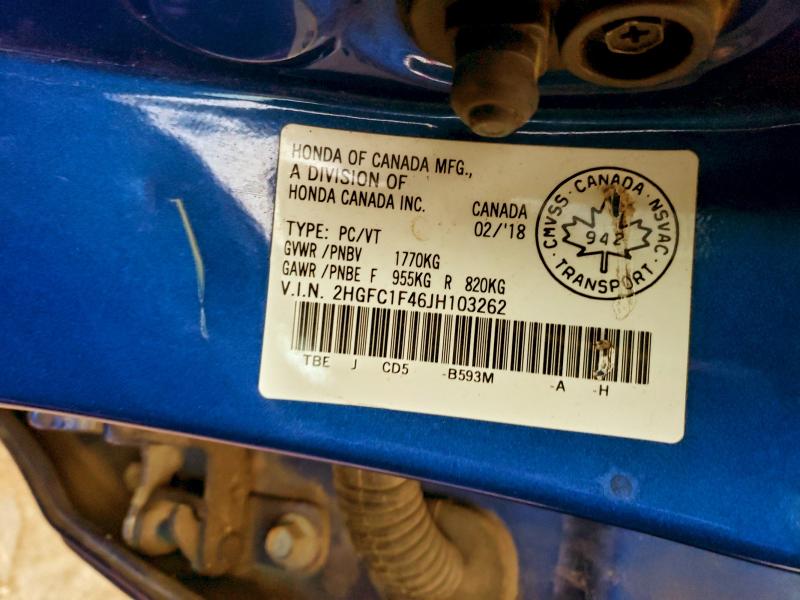 HONDA OF CANADA MFG.,
A DIVISION OF
HONDA CANADA INC.
CANADA
02/'18
TYPE: PC/VT
GVWR/PNBV 1770KG
GAWR/PNBE F 955KG R 820KG
V.I.N. 2HGFC1F46JH103262
TBE J CD5 -B593M -A -H
CMVSS · CANADA · NSVAC
· TRANSPORT ·
942